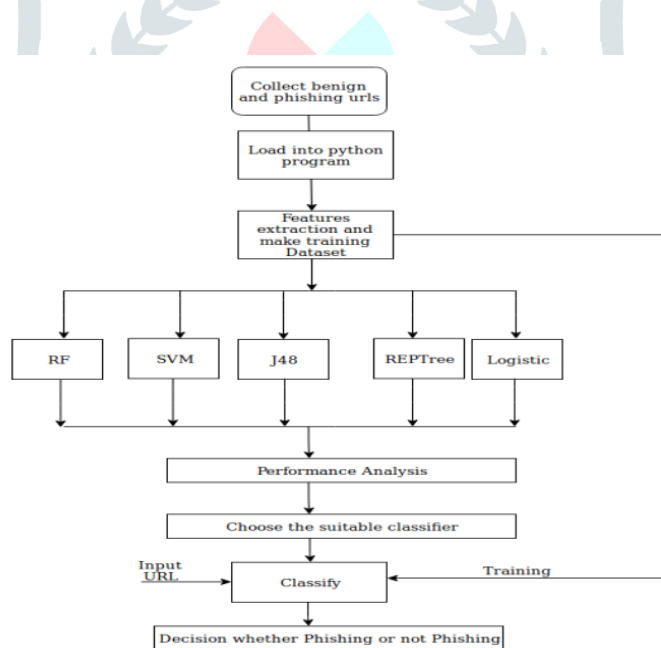 Collect benign
and phishing urls
Load into python
program
Features
extraction and
make training
Dataset
RF
SVM
J48
REPTree
Logistic
Performance Analysis
Choose the suitable classifier
Input
URL
Classify
Training
Decision whether Phishing or not Phishing